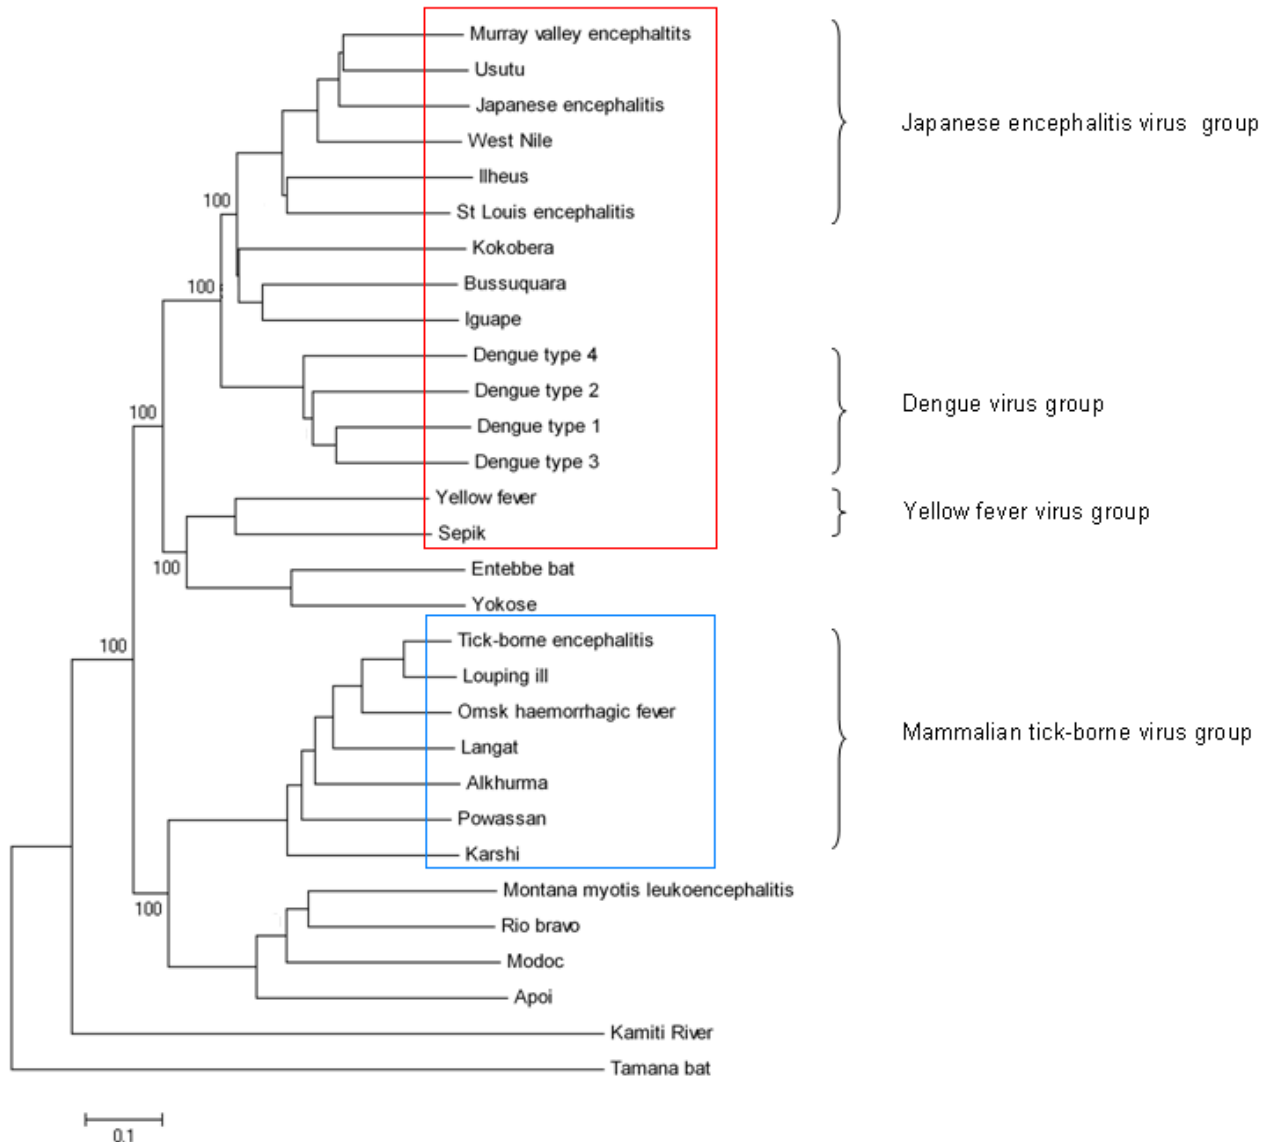 Murray valley encephaltits
Usutu
Japanese encephalitis
West Nile
Ilheus
St Louis encephalitis
Kokobera
Bussuquara
Iguape
Dengue type 4
Dengue type 2
Dengue type 1
Dengue type 3
Yellow fever
Sepik
Entebbe bat
Yokose
Tick-borne encephalitis
Louping ill
Omsk haemorrhagic fever
Langat
Alkhurma
Powassan
Karshi
Montana myotis leukoencephalitis
Rio bravo
Modoc
Apoi
Kamiti River
Tamana bat
Japanese encephalitis virus group
Dengue virus group
Yellow fever virus group
Mammalian tick-borne virus group
100
100
100
100
100
100
0.1